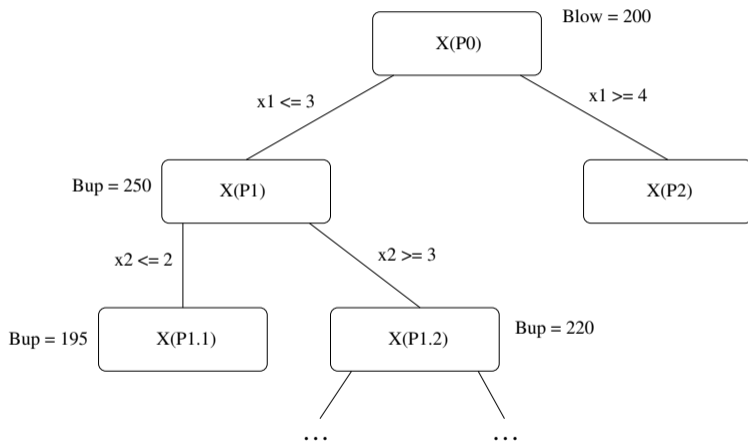 Blow = 200
X(P0)
x1 <= 3
x1 >= 4
Bup = 250
X(P1)
X(P2)
x2 <= 2
x2 >= 3
Bup = 195
X(P1.1)
X(P1.2)
Bup = 220
...
...